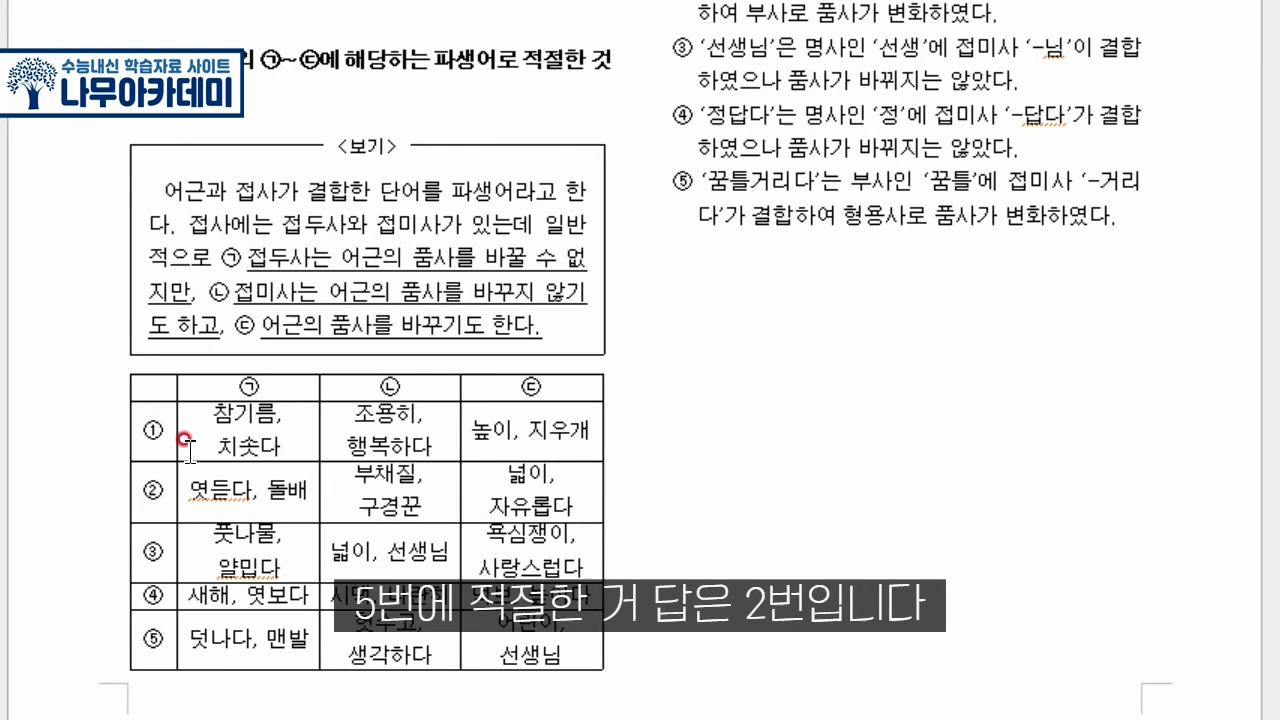 하여 부사로 품사가 변화하였다.
③ ‘선생님’은 명사인 ‘선생’에 접미사 ‘-님’이 결합
하였으나 품사가 바뀌지는 않았다.
④ ‘정답다’는 명사인 ‘정’에 접미사 ‘-답다’가 결합
하였으나 품사가 바뀌지는 않았다.
⑤ ‘꿈틀거리다’는 부사인 ‘꿈틀’에 접미사 ‘-거리
다’가 결합하여 형용사로 품사가 변화하였다.
수능내신 학습자료 사이트
나무아카데미
의 ㉠~㉢에 해당하는 파생어로 적절한 것
<보기>
어근과 접사가 결합한 단어를 파생어라고 한
다. 접사에는 접두사와 접미사가 있는데 일반
적으로 ㉠ 접두사는 어근의 품사를 바꿀 수 없
지만, ㉡ 접미사는 어근의 품사를 바꾸지 않기
도 하고, ㉢ 어근의 품사를 바꾸기도 한다.
㉠ ㉡ ㉢
① 참기름, 치솟다 조용히, 행복하다 높이, 지우개
② 엿듣다, 돌배 부채질, 구경꾼 넓이, 자유롭다
③ 풋나물, 얄밉다 넓이, 선생님 욕심쟁이, 사랑스럽다
④ 새해, 엿보다
⑤ 덧나다, 맨발 생각하다 선생님
5번에 적절한 거 답은 2번입니다